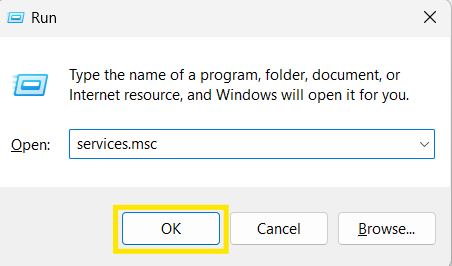 Run
Type the name of a program, folder, document, or
Internet resource, and Windows will open it for you.
Open: services.msc
OK Cancel Browse...